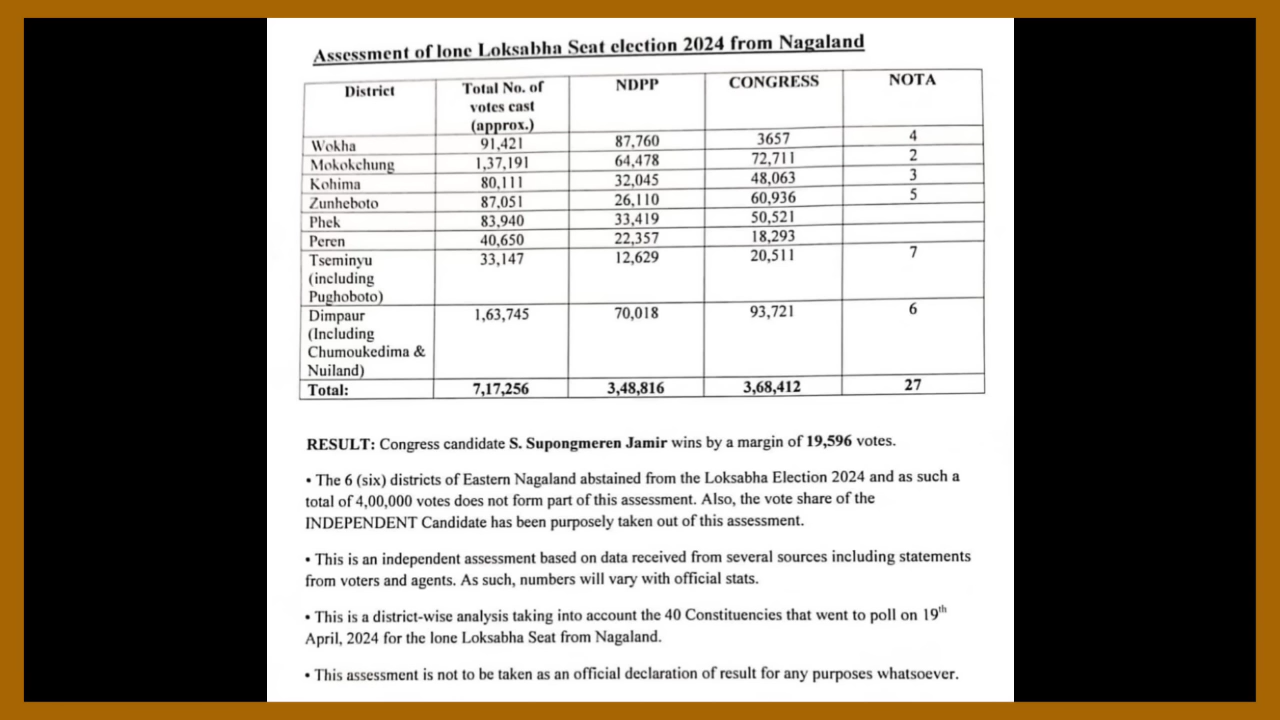 Assessment of lone Loksabha Seat election 2024 from Nagaland
District Total No. of votes cast (approx.) NDPP CONGRESS NOTA
Wokha 91,421 87,760 3657 4
Mokokchung 1,37,191 64,478 72,711 2
Kohima 80,111 32,045 48,063 3
Zunheboto 87,051 26,110 60,936 5
Phek 83,940 33,419 50,521
Peren 40,650 22,357 18,293
Tseminyu 33,147 12,629 20,511 7
(including
Pughoboto)
Dimpaur 1,63,745 70,018 93,721 6
(Including
Chumoukedima &
Nuiland)
Total: 7,17,256 3,48,816 3,68,412 27
RESULT: Congress candidate S. Supongmeren Jamir wins by a margin of 19,596 votes.
• The 6 (six) districts of Eastern Nagaland abstained from the Loksabha Election 2024 and as such a
total of 4,00,000 votes does not form part of this assessment. Also, the vote share of the
INDEPENDENT Candidate has been purposely taken out of this assessment.
• This is an independent assessment based on data received from several sources including statements
from voters and agents. As such, numbers will vary with official stats.
• This is a district-wise analysis taking into account the 40 Constituencies that went to poll on 19th
April, 2024 for the lone Loksabha Seat from Nagaland.
• This assessment is not to be taken as an official declaration of result for any purposes whatsoever.